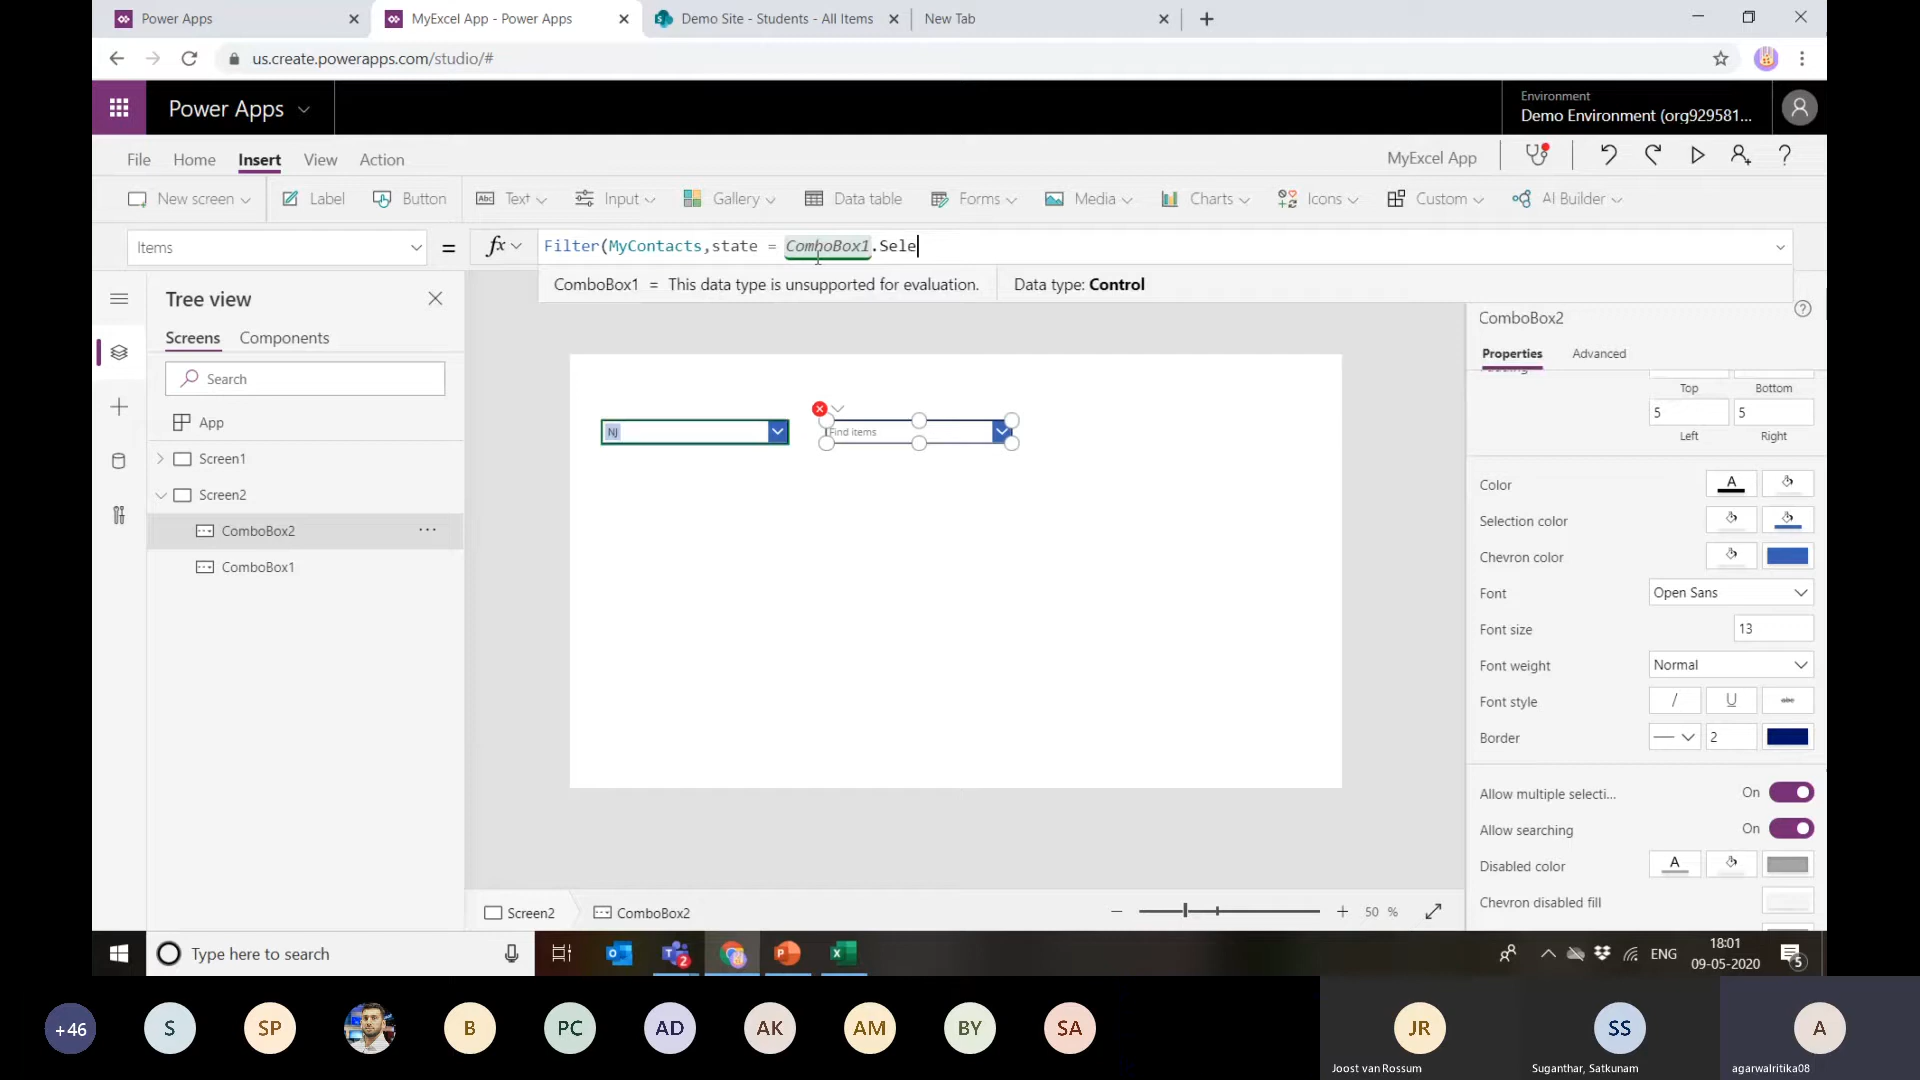 Power Apps
MyExcel App - Power Apps
Demo Site - Students - All Items
New Tab
us.create.powerapps.com/studio/#
Power Apps
Environment
Demo Environment (org929581...
File
Home
Insert
View
Action
MyExcel App
New screen
Label
Button
Abc
Text
Input
Gallery
Data table
Forms
Media
Charts
Icons
Custom
AI Builder
Items
=
fx
Filter(MyContacts,state = ComboBox1.Sele
ComboBox1 = This data type is unsupported for evaluation.
Data type: Control
Tree view
Screens
Components
Search
App
Screen1
Screen2
ComboBox2
ComboBox1
NJ
Find items
ComboBox2
Properties
Advanced
Top
Bottom
5
5
Left
Right
Color
A
Selection color
Chevron color
Font
Open Sans
Font size
13
Font weight
Normal
Font style
/
U
abc
Border
2
Allow multiple selecti...
On
Allow searching
On
Disabled color
A
Chevron disabled fill
Screen2
ComboBox2
50 %
Type here to search
2
ENG
18:01
09-05-2020
5
+46
S
SP
B
PC
AD
AK
AM
BY
SA
JR
SS
A
Joost van Rossum
Suganthar, Satkunam
agarwalritika08